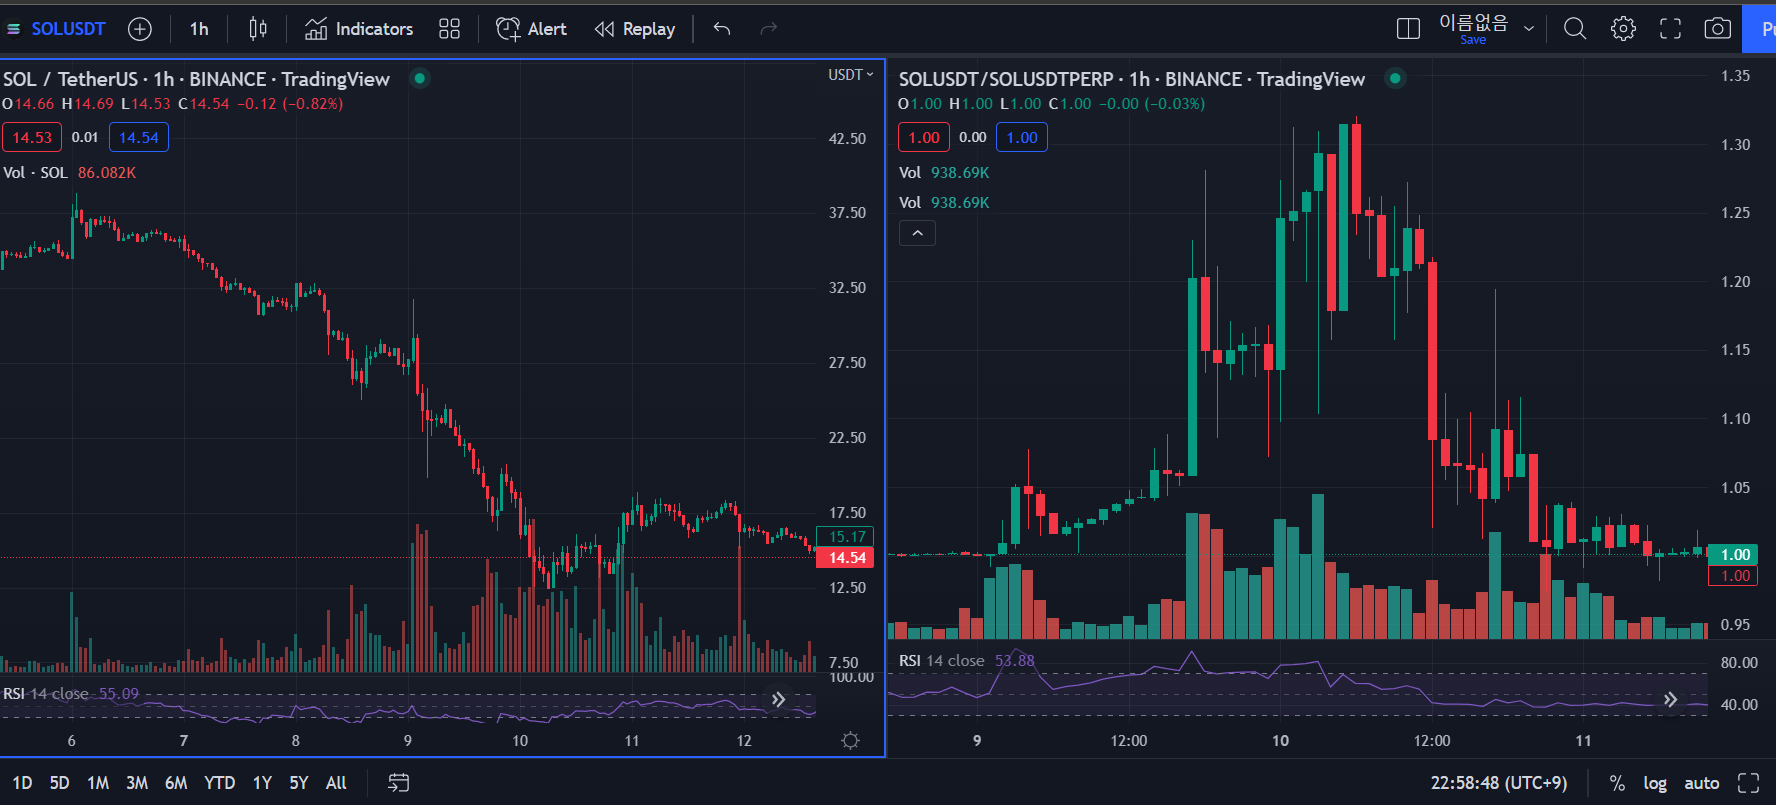 SOLUSDT 1h Indicators Alert Replay 이름없음 Save
SOL / TetherUS · 1h · BINANCE · TradingView
O14.66 H14.69 L14.53 C14.54 −0.12 (−0.82%)
14.53 0.01 14.54
Vol · SOL 86.082K
USDT
42.50
37.50
32.50
27.50
22.50
17.50
15.17
14.54
12.50
7.50
100.00
RSI 14 close 55.09
6 7 8 9 10 11 12
SOLUSDT/SOLUSDTPERP · 1h · BINANCE · TradingView
O1.00 H1.00 L1.00 C1.00 −0.00 (−0.03%)
1.00 0.00 1.00
Vol 938.69K
Vol 938.69K
1.35
1.30
1.25
1.20
1.15
1.10
1.05
1.00
1.00
0.95
RSI 14 close 53.88
80.00
40.00
9 12:00 10 12:00 11
1D 5D 1M 3M 6M YTD 1Y 5Y All
22:58:48 (UTC+9) % log auto